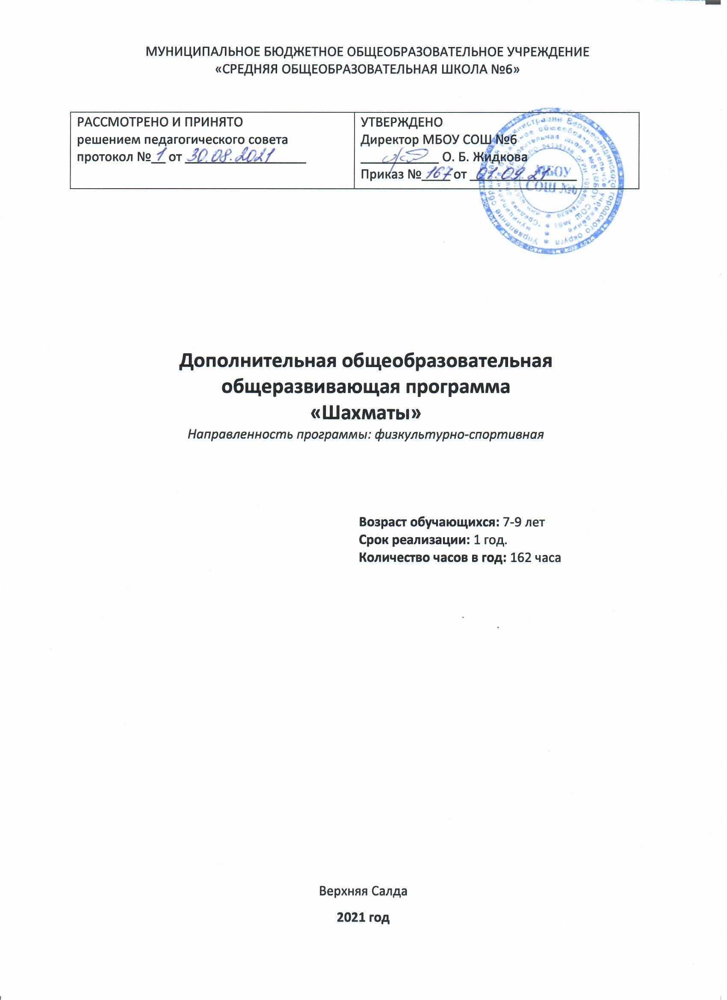 МУНИЦИПАЛЬНОЕ БЮДЖЕТНОЕ ОБЩЕОБРАЗОВАТЕЛЬНОЕ УЧРЕЖДЕНИЕ
«СРЕДНЯЯ ОБЩЕОБРАЗОВАТЕЛЬНАЯ ШКОЛА №6»
РАССМОТРЕНО И ПРИНЯТО
решением педагогического совета
протокол № 1 от 30.08.2021
УТВЕРЖДЕНО
Директор МБОУ СОШ №6
О. Б. Жидкова
Приказ № 167 от 01.09.21
МБОУ
СОШ №6
Дополнительная общеобразовательная
общеразвивающая программа
«Шахматы»
Направленность программы: физкультурно-спортивная
Возраст обучающихся: 7-9 лет
Срок реализации: 1 год.
Количество часов в год: 162 часа
Верхняя Салда
2021 год